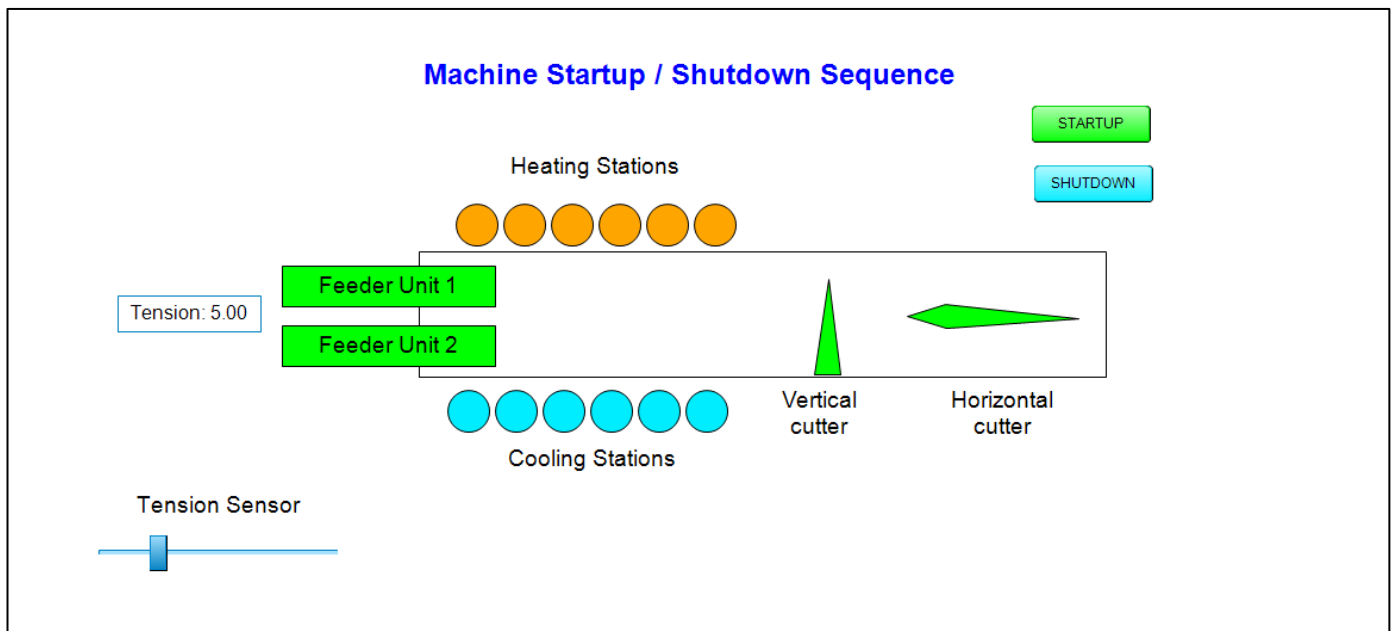 Machine Startup / Shutdown Sequence
STARTUP
Heating Stations
SHUTDOWN
Feeder Unit 1
Tension: 5.00
Feeder Unit 2
Vertical
cutter
Horizontal
cutter
Cooling Stations
Tension Sensor